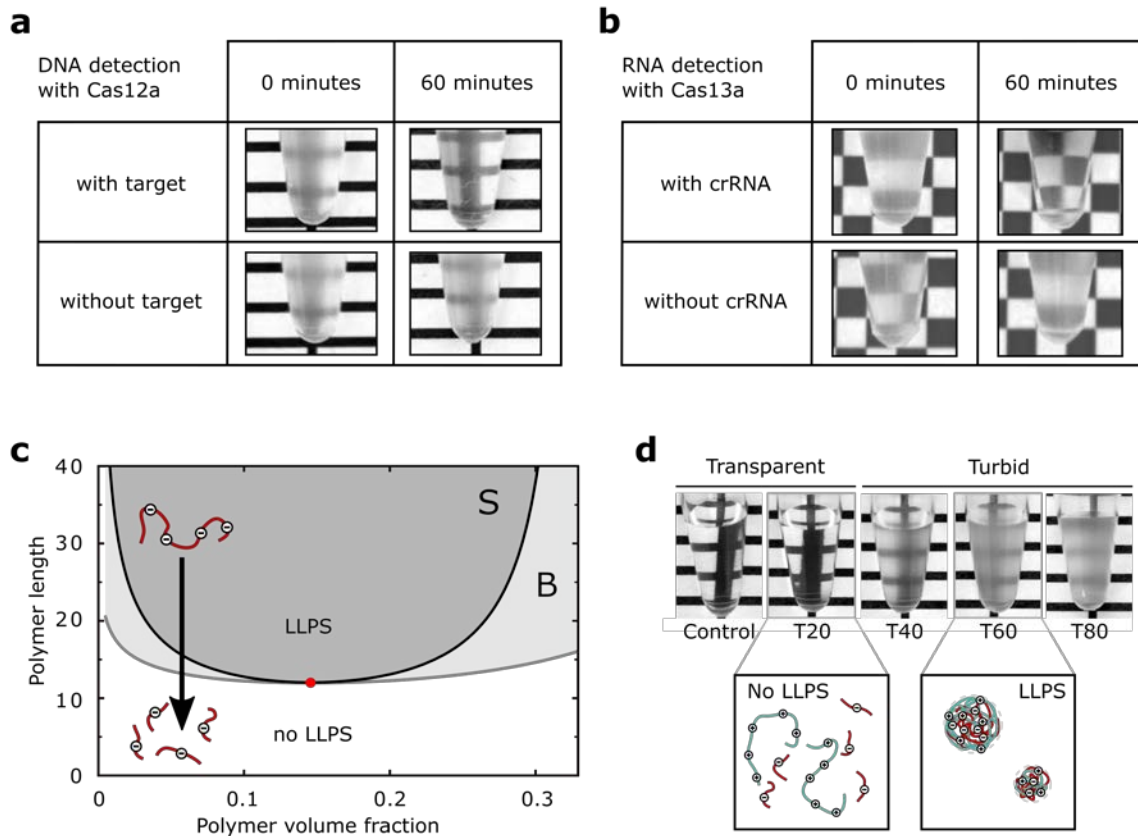 a
DNA detection
with Cas12a
0 minutes
60 minutes
with target
without target
b
RNA detection
with Cas13a
0 minutes
60 minutes
with crRNA
without crRNA
c
40
30
20
10
0
Polymer length
S
B
LLPS
no LLPS
0
0.1
0.2
0.3
Polymer volume fraction
d
Transparent
Turbid
Control
T20
T40
T60
T80
No LLPS
LLPS